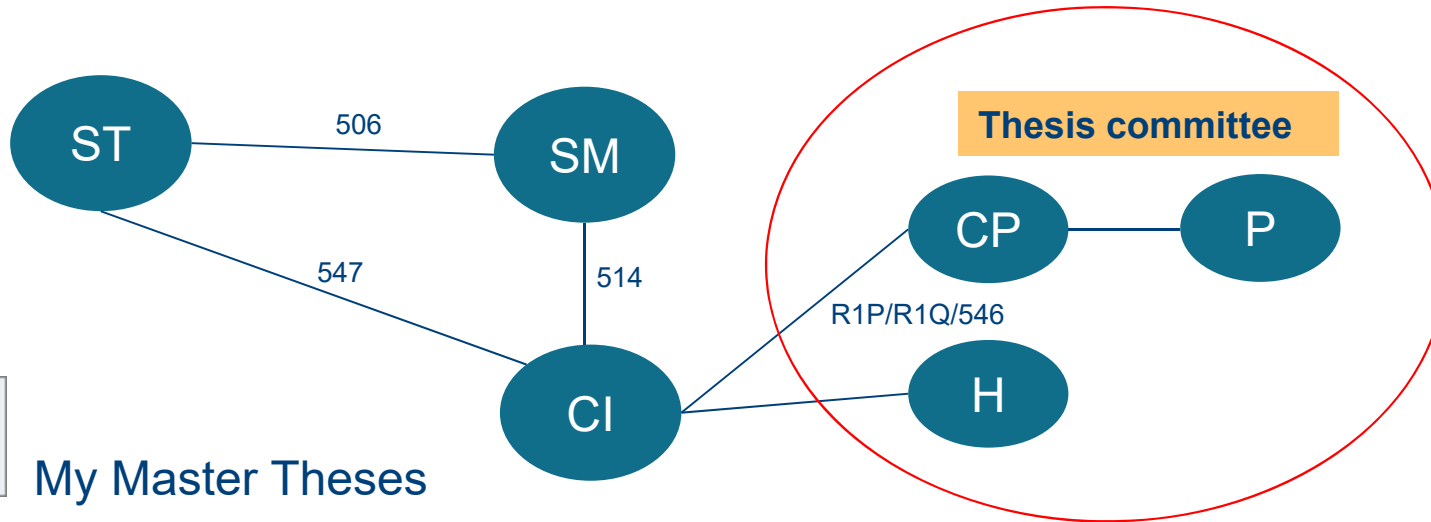 506
ST
SM
Thesis committee
CP
P
547
514
R1P/R1Q/546
H
CI
My Master Theses